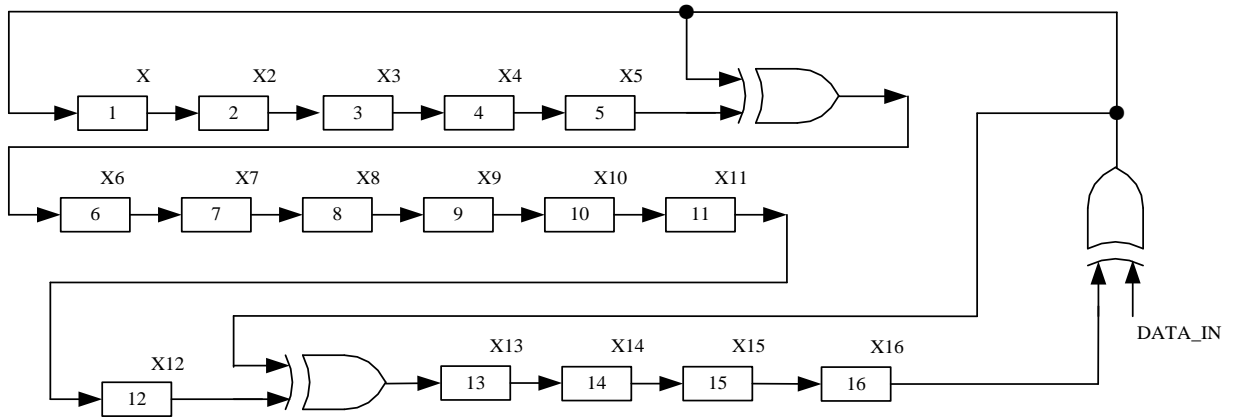 X X2 X3 X4 X5
1 2 3 4 5
X6 X7 X8 X9 X10 X11
6 7 8 9 10 11
DATA_IN
X12 X13 X14 X15 X16
12 13 14 15 16